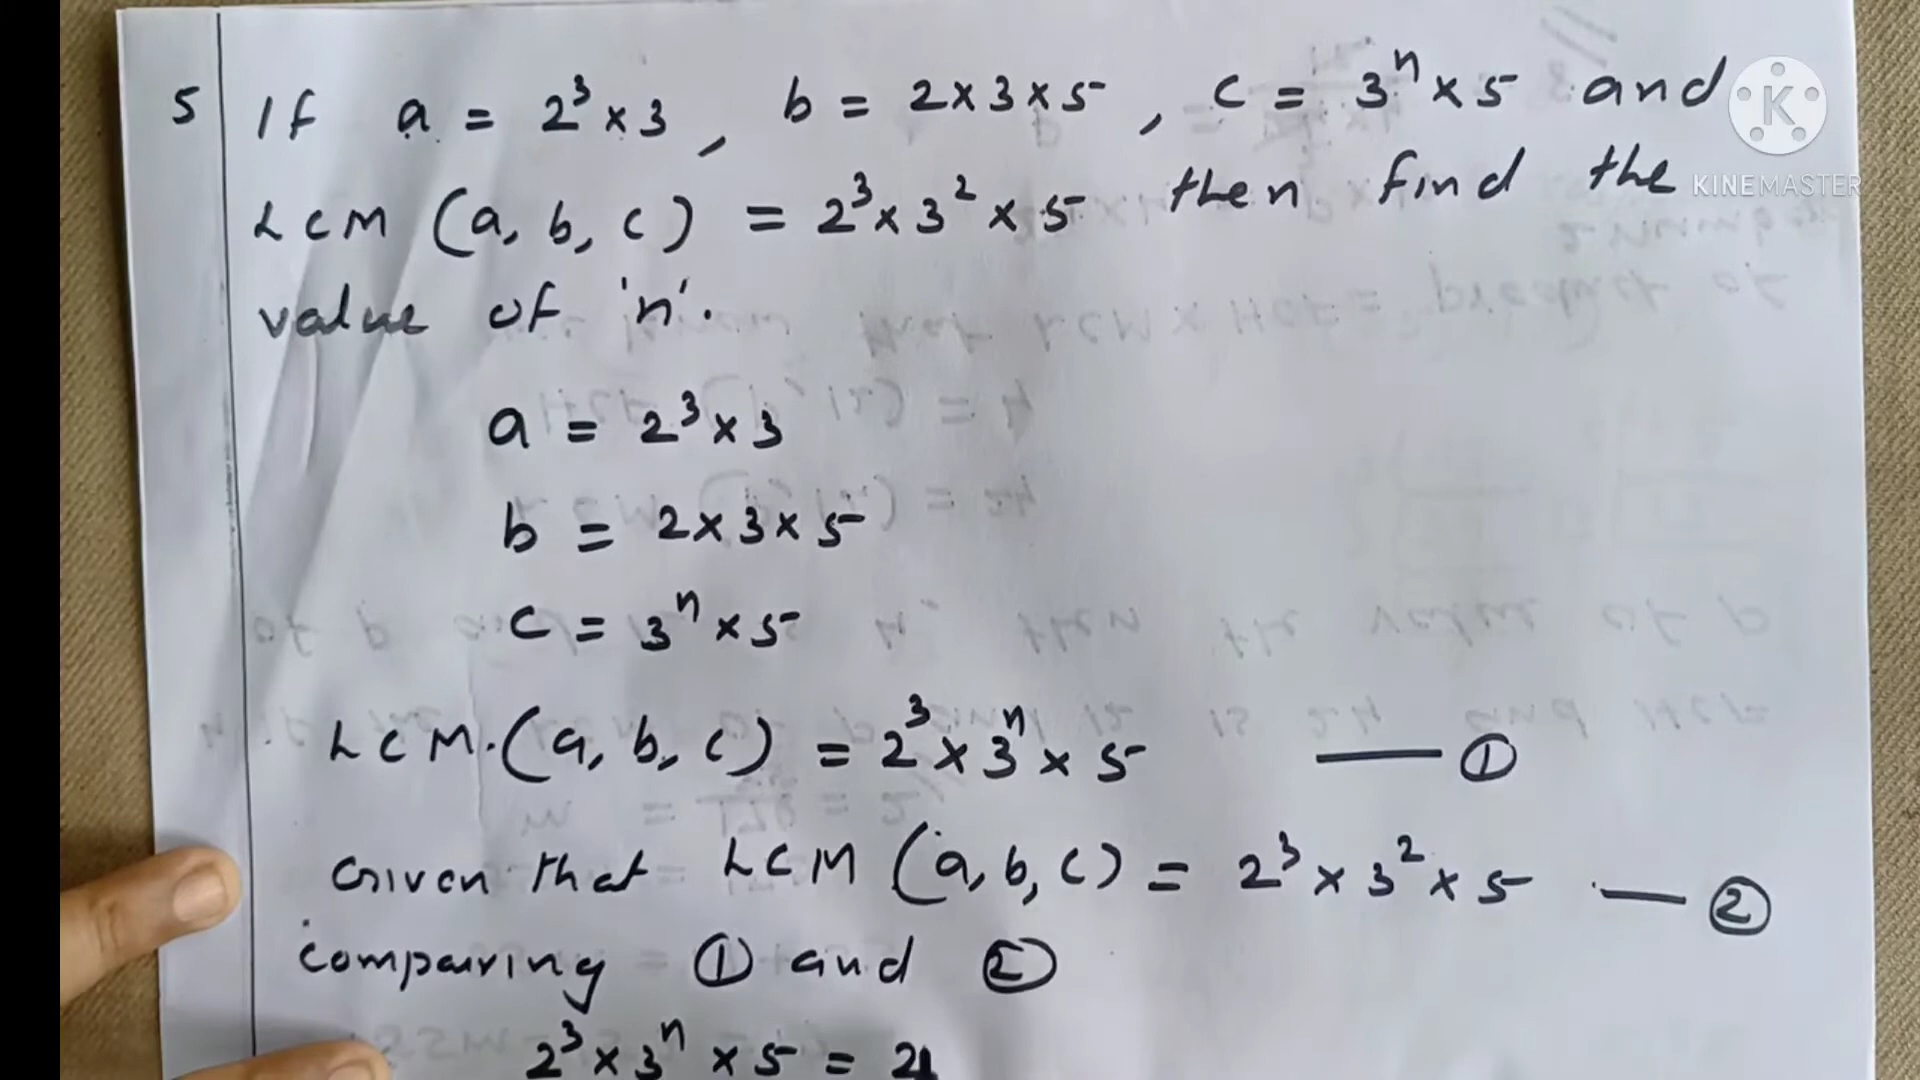 5 If a = 2³ × 3, b = 2 × 3 × 5, c = 3ⁿ × 5 and
LCM (a, b, c) = 2³ × 3² × 5 then find the
value of 'n'.
a = 2³ × 3
b = 2 × 3 × 5
c = 3ⁿ × 5
LCM. (a, b, c) = 2³ × 3ⁿ × 5 — ①
Given that LCM (a, b, c) = 2³ × 3² × 5 — ②
comparing ① and ②
2³ × 3ⁿ × 5 =
K
KINEMASTER